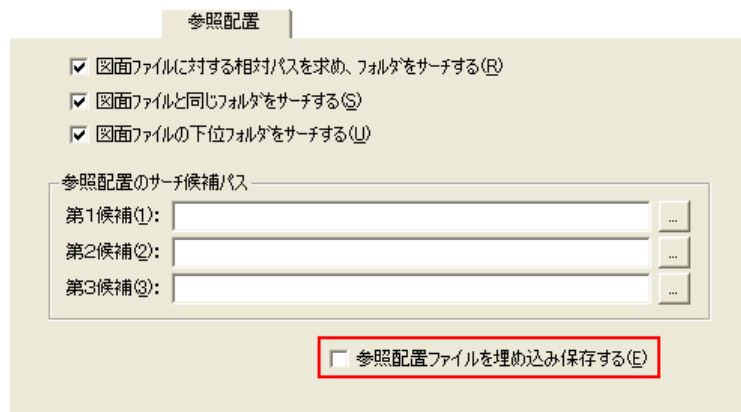 参照配置
図面ファイルに対する相対パスを求め、フォルダをサーチする(R)
図面ファイルと同じフォルダをサーチする(S)
図面ファイルの下位フォルダをサーチする(U)
参照配置のサーチ候補パス
第1候補(1):
...
第2候補(2):
...
第3候補(3):
...
参照配置ファイルを埋め込み保存する(E)